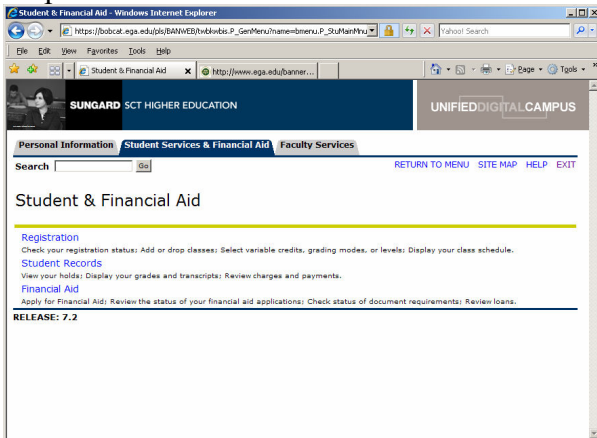 Student & Financial Aid - Windows Internet Explorer
https://bobcat.ega.edu/pls/BANWEB/twbkwbis.P_GenMenu?name=bmenu.P_StuMainMnu
Yahoo! Search
File Edit View Favorites Tools Help
Student & Financial Aid
http://www.ega.edu/banner...
Page Tools
SUNGARD SCT HIGHER EDUCATION
UNIFIEDDIGITALCAMPUS
Personal Information Student Services & Financial Aid Faculty Services
Search Go
RETURN TO MENU SITE MAP HELP EXIT
Student & Financial Aid
Registration
Check your registration status; Add or drop classes; Select variable credits, grading modes, or levels; Display your class schedule.
Student Records
View your holds; Display your grades and transcripts; Review charges and payments.
Financial Aid
Apply for Financial Aid; Review the status of your financial aid applications; Check status of document requirements; Review loans.
RELEASE: 7.2